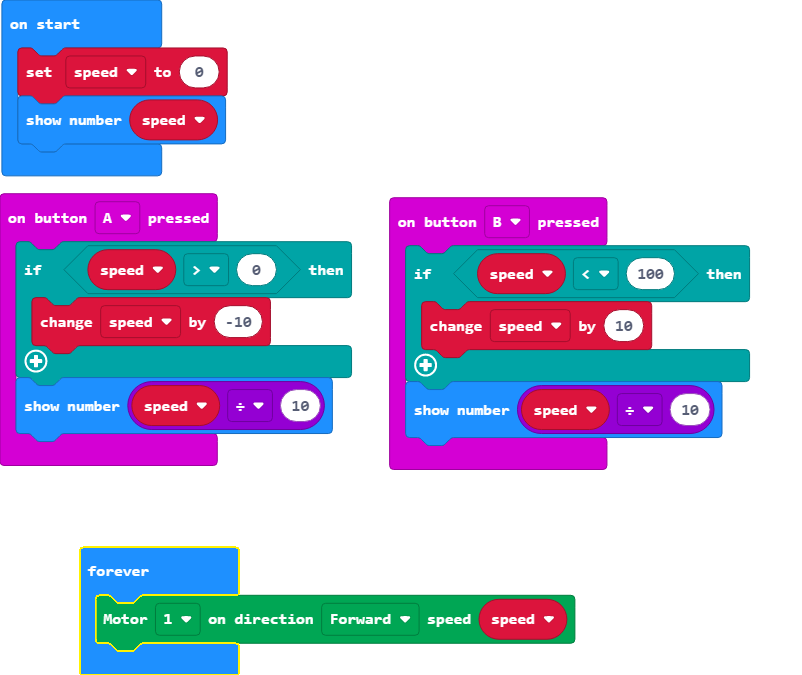 on start
set speed to 0
show number speed
on button A pressed
if speed > 0 then
change speed by -10
show number speed ÷ 10
on button B pressed
if speed < 100 then
change speed by 10
show number speed ÷ 10
forever
Motor 1 on direction Forward speed speed